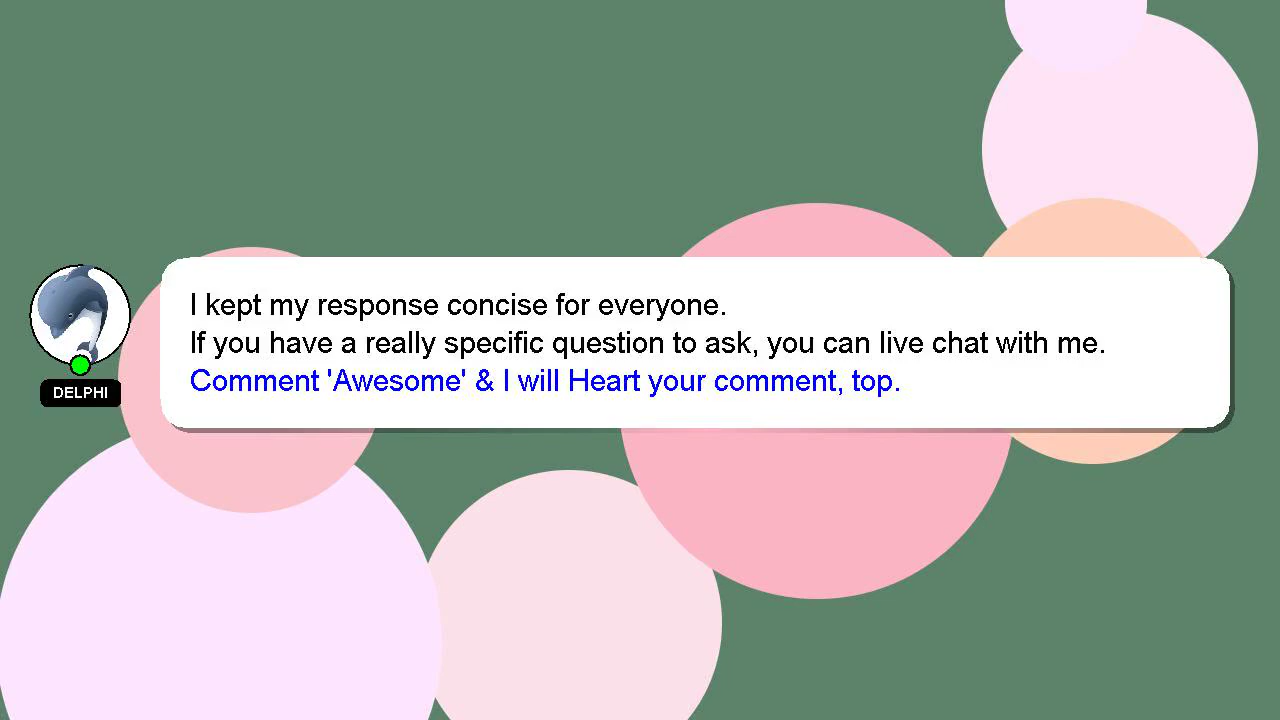 I kept my response concise for everyone.
If you have a really specific question to ask, you can live chat with me.
Comment 'Awesome' & I will Heart your comment, top.
DELPHI